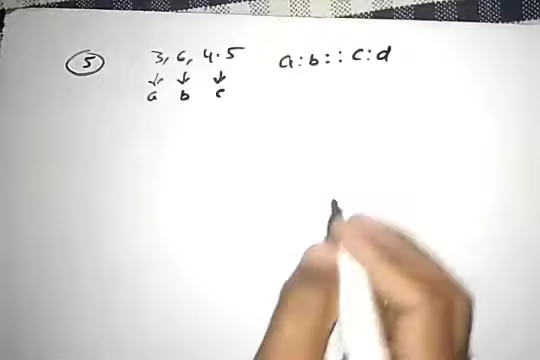 5 3, 6, 4.5 a : b :: c : d
↓ ↓ ↓
a b c